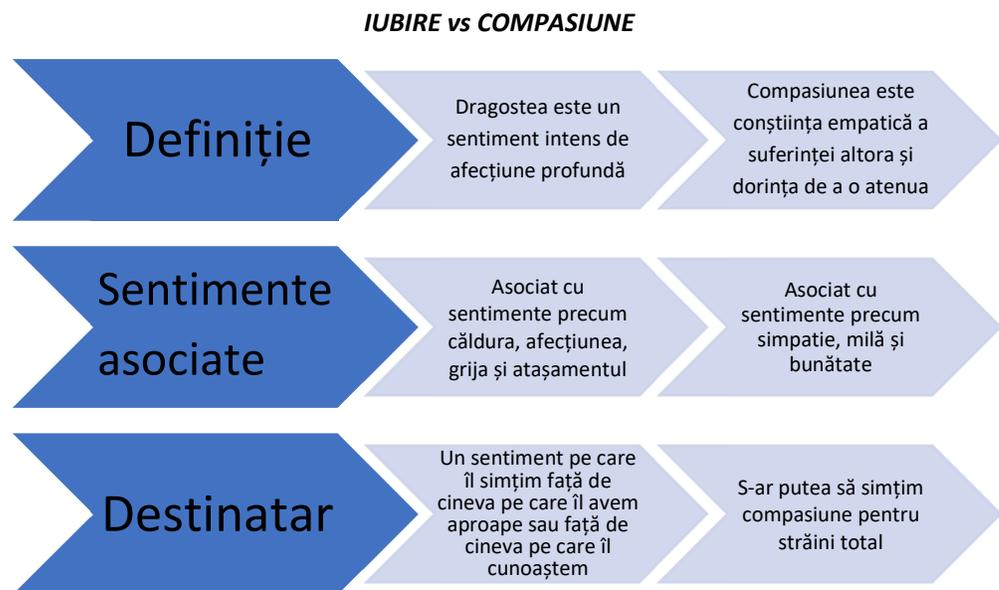 IUBIRE vs COMPASIUNE
Definiție
Dragostea este un
sentiment intens de
afecțiune profundă
Compasiunea este
conștiința empatică a
suferinței altora și
dorința de a o atenua
Sentimente
asociate
Asociat cu
sentimente precum
căldura, afecțiunea,
grija și atașamentul
Asociat cu
sentimente precum
simpatie, milă și
bunătate
Destinatar
Un sentiment pe care
îl simțim față de
cineva pe care îl avem
aproape sau față de
cineva pe care îl
cunoaștem
S-ar putea să simțim
compasiune pentru
străini total